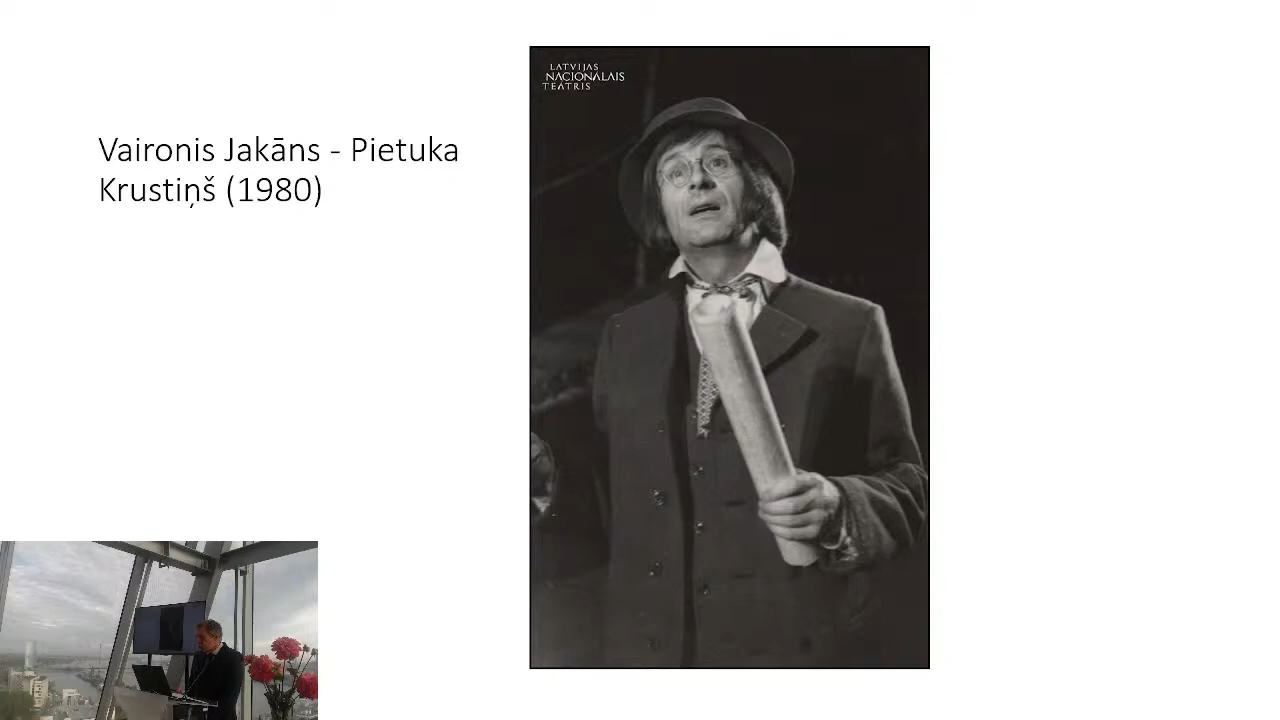 Vaironis Jakāns - Pietuka
Krustiņš (1980)
LATVIJAS
NACIONĀLAIS
TEĀTRIS